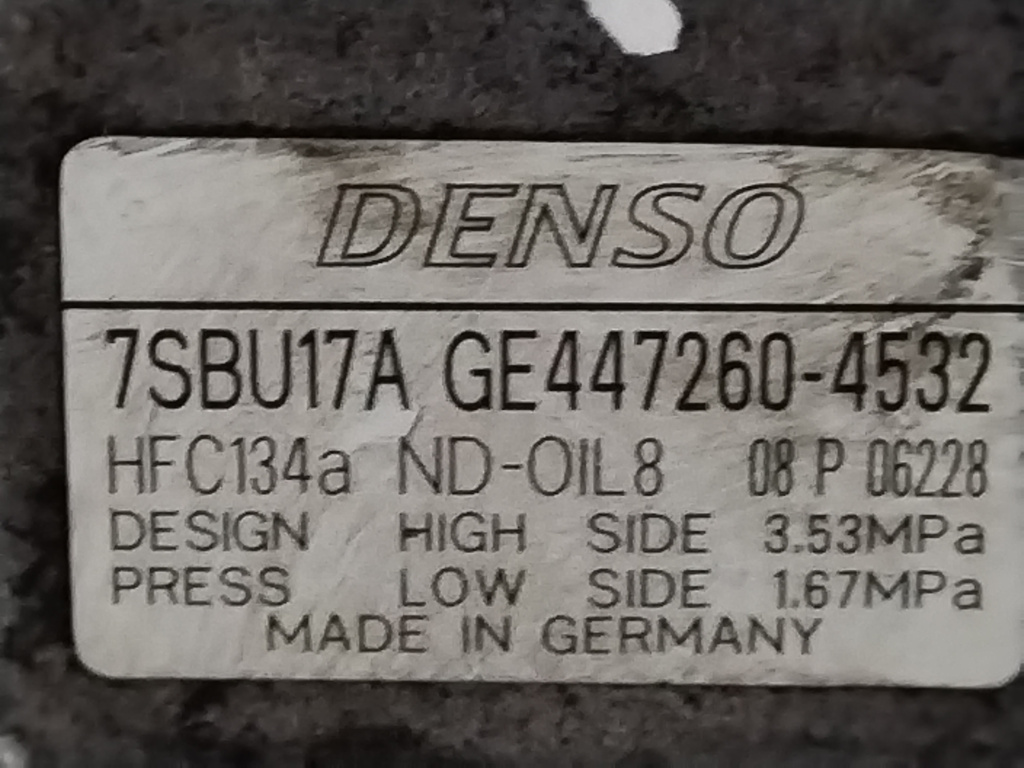 DENSO
7SBU17A GE447260-4532
HFC134a ND-OIL8 08 P 06228
DESIGN HIGH SIDE 3.53MPa
PRESS LOW SIDE 1.67MPa
MADE IN GERMANY